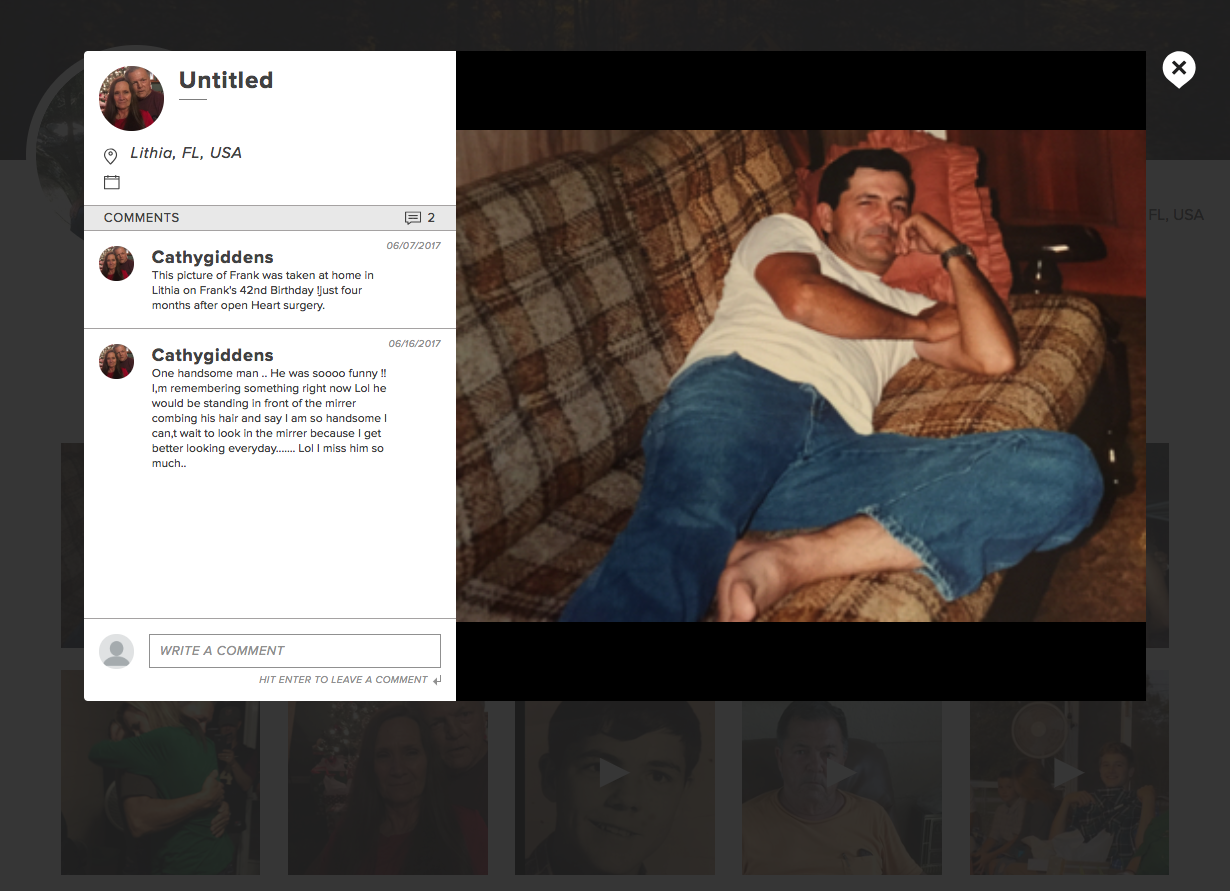 Untitled
Lithia, FL, USA
COMMENTS
2
06/07/2017
Cathygiddens
This picture of Frank was taken at home in
Lithia on Frank's 42nd Birthday !just four
months after open Heart surgery.
06/16/2017
Cathygiddens
One handsome man .. He was soooo funny !!
I,m remembering something right now Lol he
would be standing in front of the mirrer
combing his hair and say I am so handsome I
can,t wait to look in the mirrer because I get
better looking everyday....... Lol I miss him so
much..
WRITE A COMMENT
HIT ENTER TO LEAVE A COMMENT
FL, USA